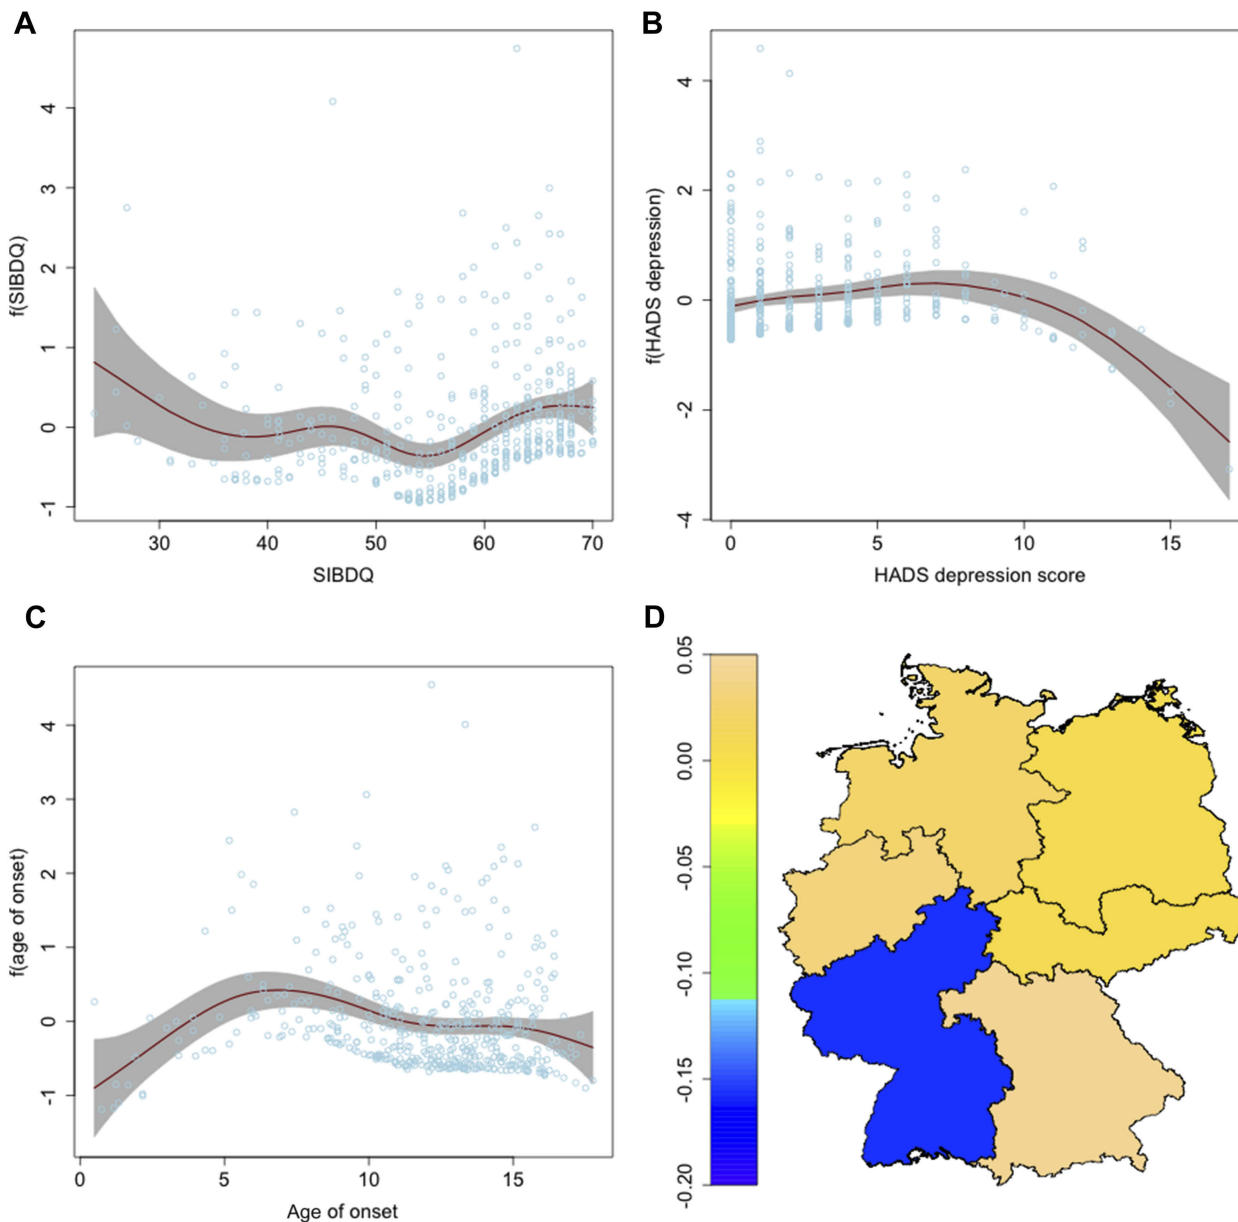 A
B
4
3
2
1
0
-1
f(SIBDQ)
30 40 50 60 70
SIBDQ
4
2
0
-2
-4
f(HADS depression)
0 5 10 15
HADS depression score
C
D
4
3
2
1
0
-1
f(age of onset)
0 5 10 15
Age of onset
0.05
0.00
-0.05
-0.10
-0.15
-0.20